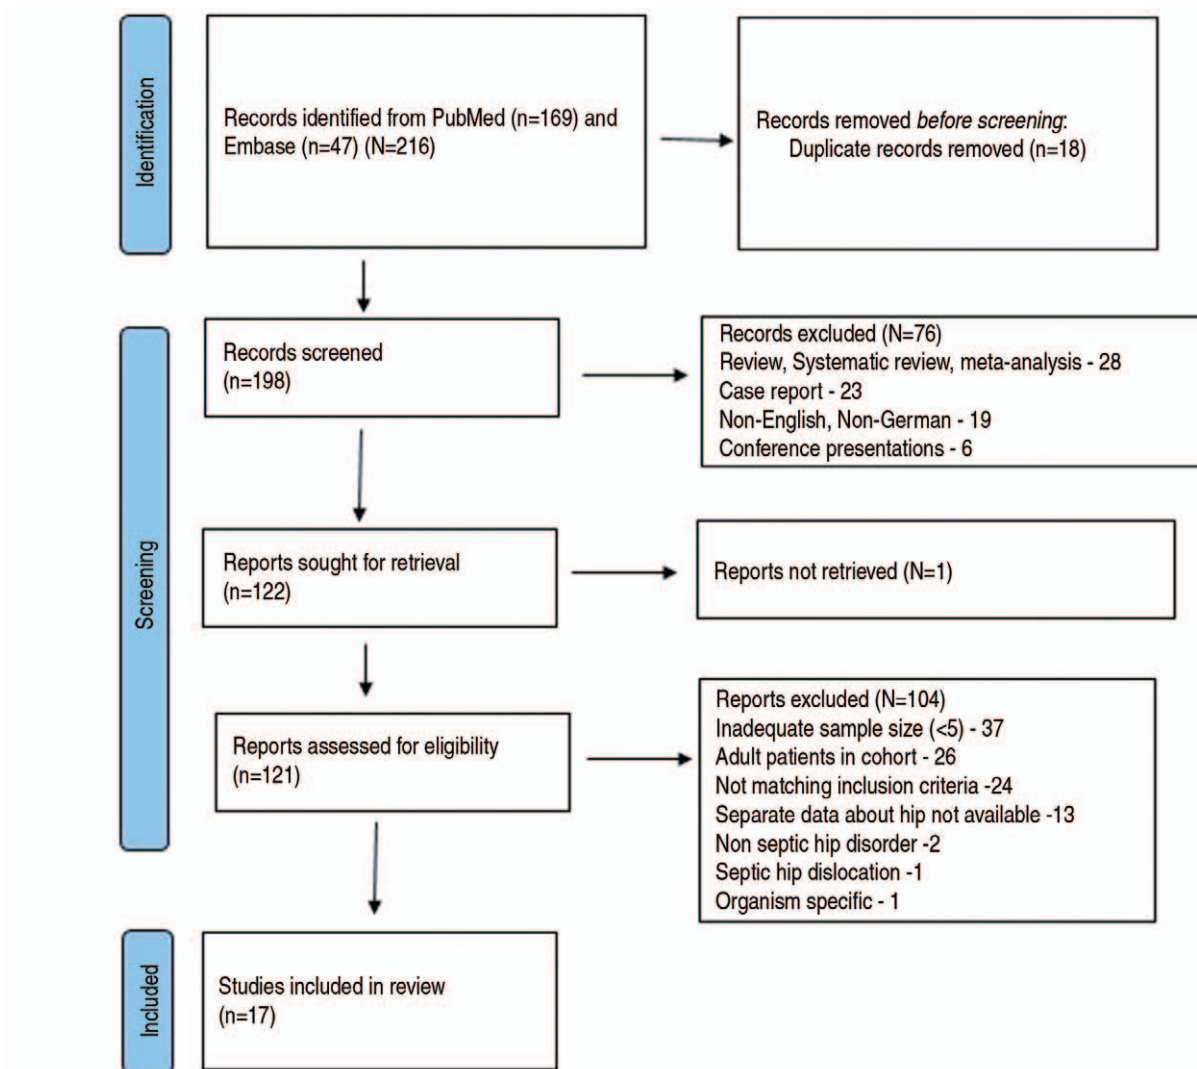 Identification
Records identified from PubMed (n=169) and
Embase (n=47) (N=216)
Records removed before screening:
Duplicate records removed (n=18)
Screening
Records screened
(n=198)
Records excluded (N=76)
Review, Systematic review, meta-analysis - 28
Case report - 23
Non-English, Non-German - 19
Conference presentations - 6
Reports sought for retrieval
(n=122)
Reports not retrieved (N=1)
Reports assessed for eligibility
(n=121)
Reports excluded (N=104)
Inadequate sample size (<5) - 37
Adult patients in cohort - 26
Not matching inclusion criteria -24
Separate data about hip not available -13
Non septic hip disorder -2
Septic hip dislocation -1
Organism specific - 1
Included
Studies included in review
(n=17)